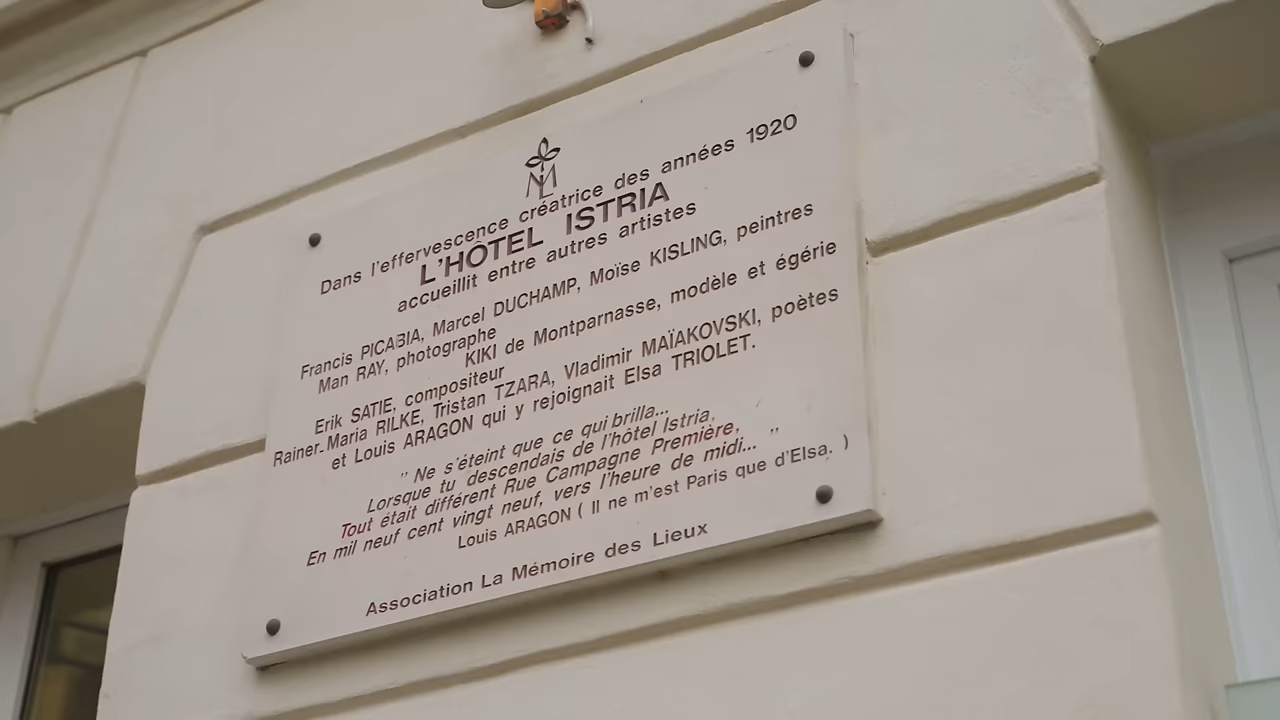 Dans l'effervescence créatrice des années 1920
L'HÔTEL ISTRIA
accueillit entre autres artistes
Francis PICABIA, Marcel DUCHAMP, Moïse KISLING, peintres
Man RAY, photographe
KIKI de Montparnasse, modèle et égérie
Erik SATIE, compositeur
Rainer-Maria RILKE, Tristan TZARA, Vladimir MAÏAKOVSKI, poètes
et Louis ARAGON qui y rejoignait Elsa TRIOLET.
" Ne s'éteint que ce qui brilla...
Lorsque tu descendais de l'hôtel Istria,
Tout était différent Rue Campagne Première,
En mil neuf cent vingt neuf, vers l'heure de midi... "
Louis ARAGON ( Il ne m'est Paris que d'Elsa. )
Association La Mémoire des Lieux